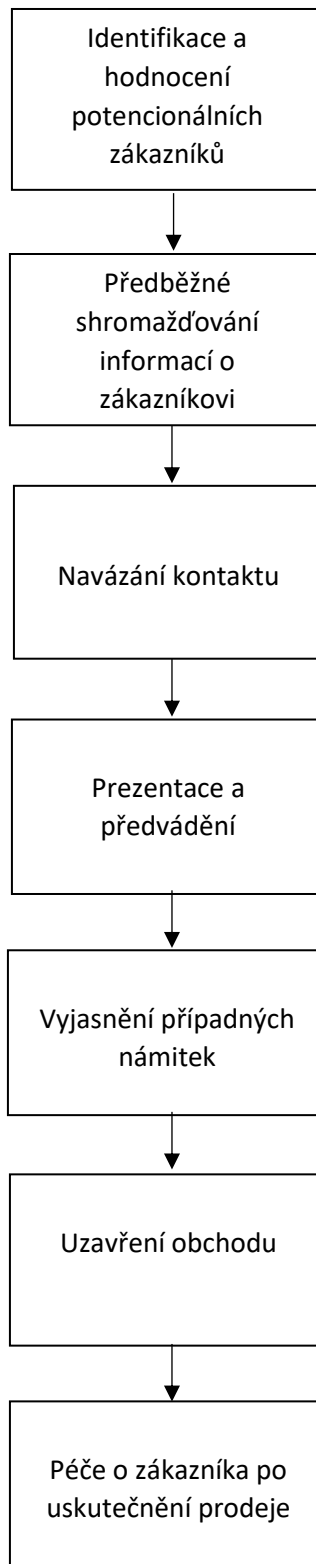 Identifikace a
hodnocení
potencionálních
zákazníků
Předběžné
shromažďování
informací o
zákazníkovi
Navázání kontaktu
Prezentace a
předvádění
Vyjasnění případných
námitek
Uzavření obchodu
Péče o zákazníka po
uskutečnění prodeje